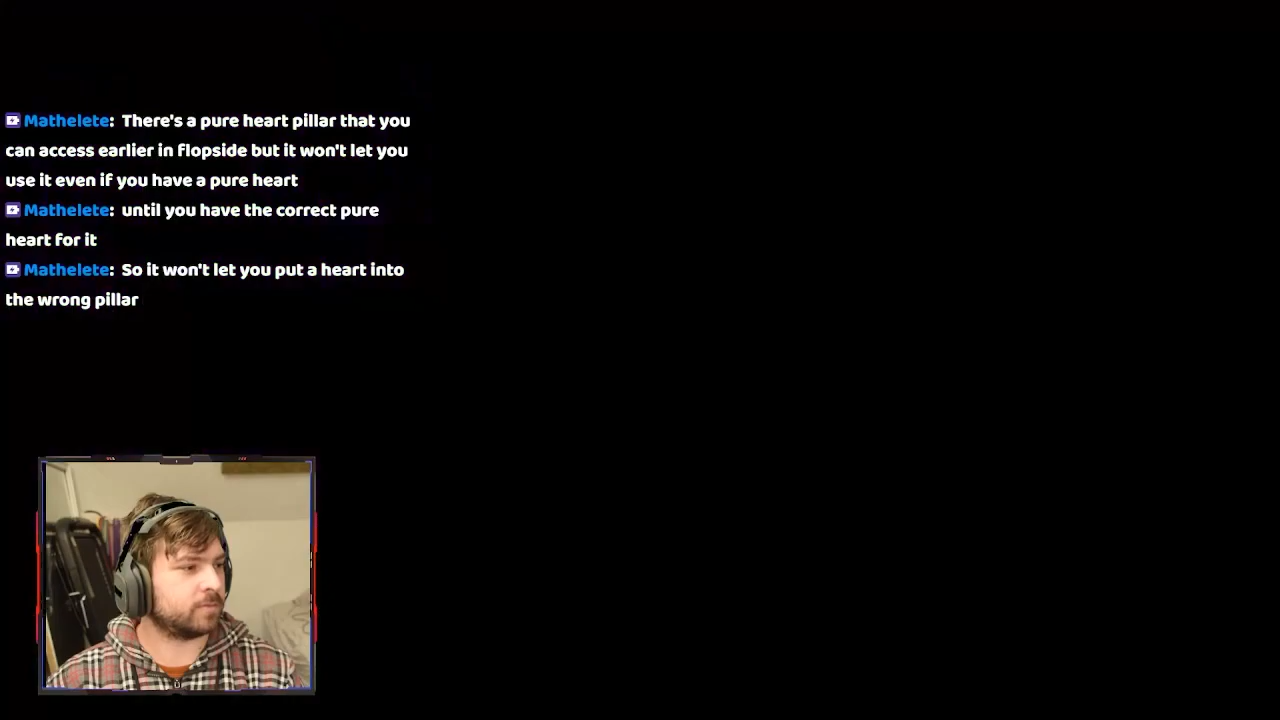 Mathelete: There's a pure heart pillar that you
can access earlier in flopside but it won't let you
use it even if you have a pure heart
Mathelete: until you have the correct pure
heart for it
Mathelete: So it won't let you put a heart into
the wrong pillar